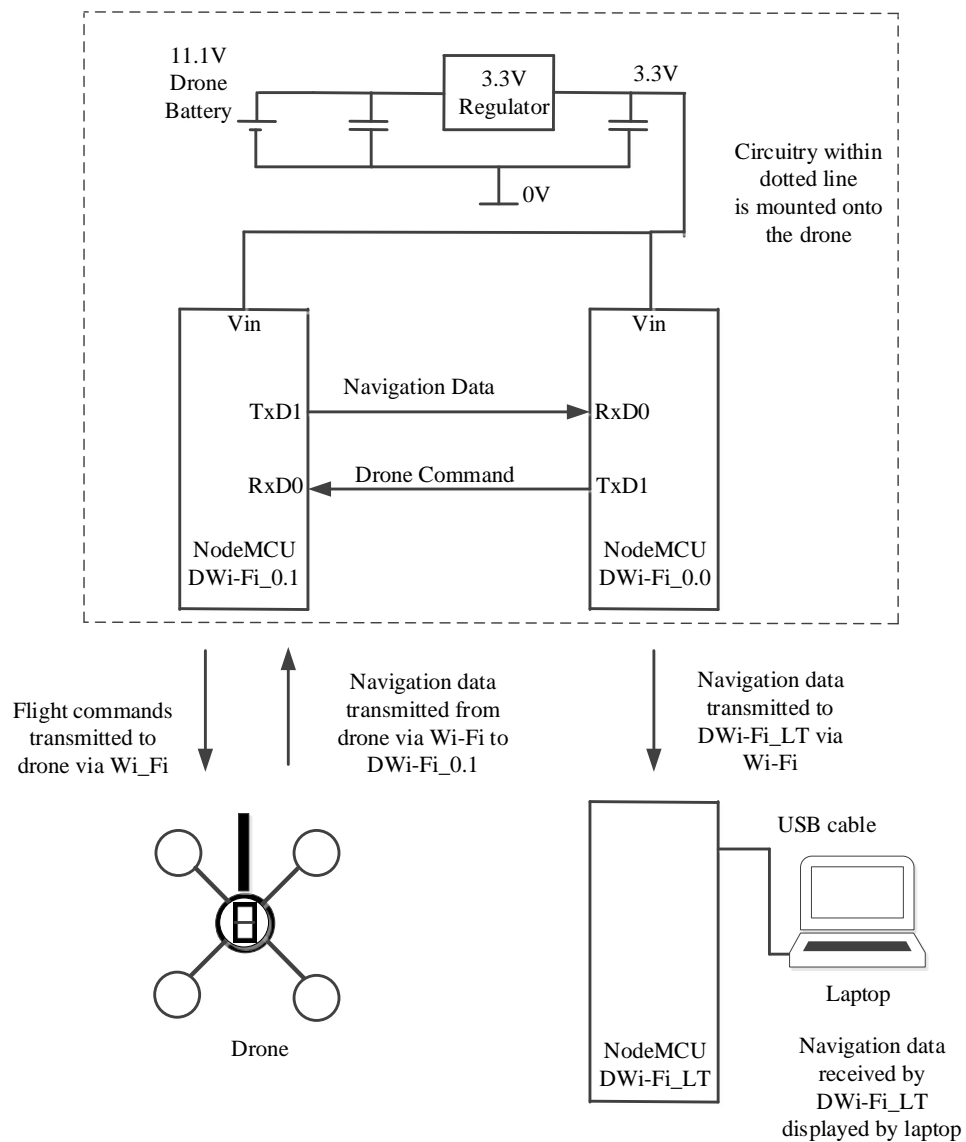 11.1V
Drone
Battery
3.3V
Regulator
3.3V
0V
Circuitry within
dotted line
is mounted onto
the drone
Vin
Vin
Navigation Data
TxD1
RxD0
Drone Command
RxD0
TxD1
NodeMCU
DWi-Fi_0.1
NodeMCU
DWi-Fi_0.0
Flight commands
transmitted to
drone via Wi_Fi
Navigation data
transmitted from
drone via Wi-Fi to
DWi-Fi_0.1
Navigation data
transmitted to
DWi-Fi_LT via
Wi-Fi
USB cable
Laptop
Drone
NodeMCU
DWi-Fi_LT
Navigation data
received by
DWi-Fi_LT
displayed by laptop